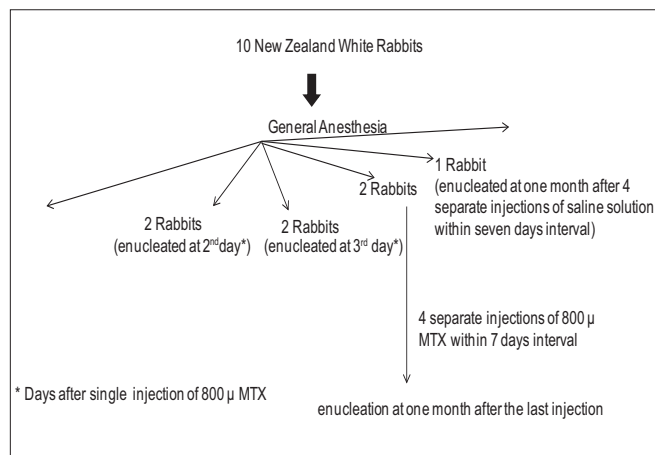 10 New Zealand White Rabbits
General Anesthesia
1 Rabbit
(enucleated at one month after 4
separate injections of saline solution
within seven days interval)
2 Rabbits
2 Rabbits
(enucleated at 2nd day*)
2 Rabbits
(enucleated at 3rd day*)
4 separate injections of 800 µ
MTX within 7 days interval
* Days after single injection of 800 µ MTX
enucleation at one month after the last injection